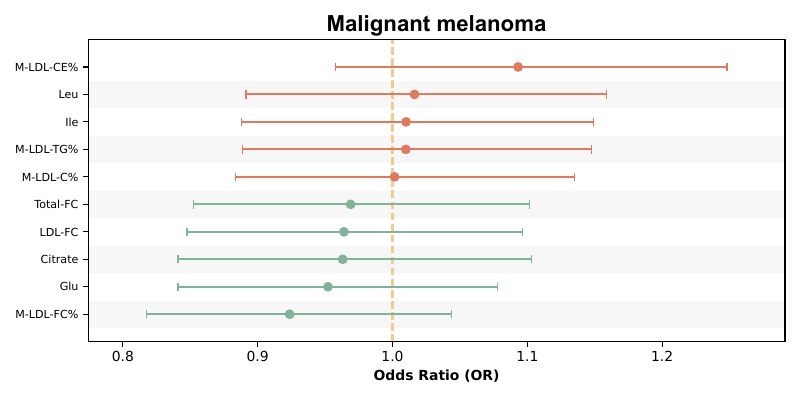 Malignant melanoma
M-LDL-CE%
Leu
Ile
M-LDL-TG%
M-LDL-C%
Total-FC
LDL-FC
Citrate
Glu
M-LDL-FC%
0.8 0.9 1.0 1.1 1.2
Odds Ratio (OR)